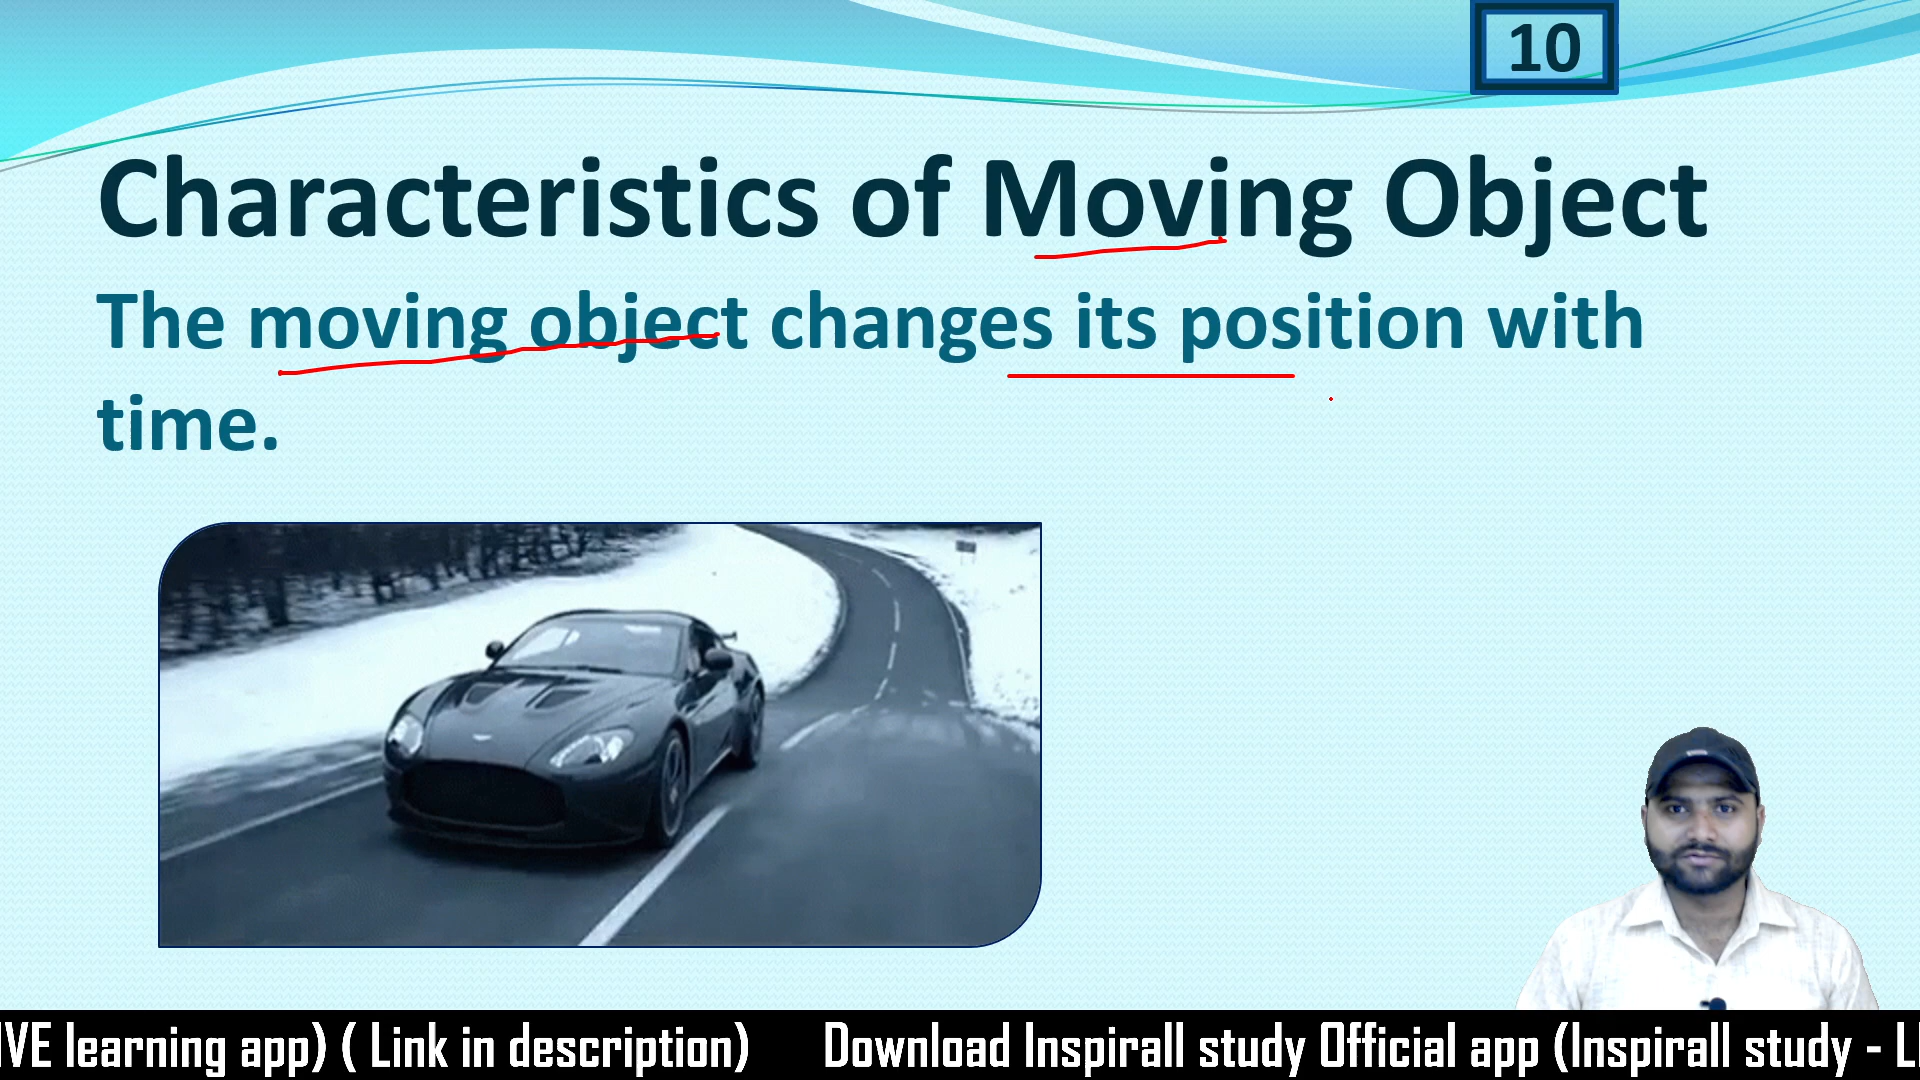 10
Characteristics of Moving Object
The moving object changes its position with
time.
learning app) ( Link in description) Download Inspirall study Official app (Inspirall study -